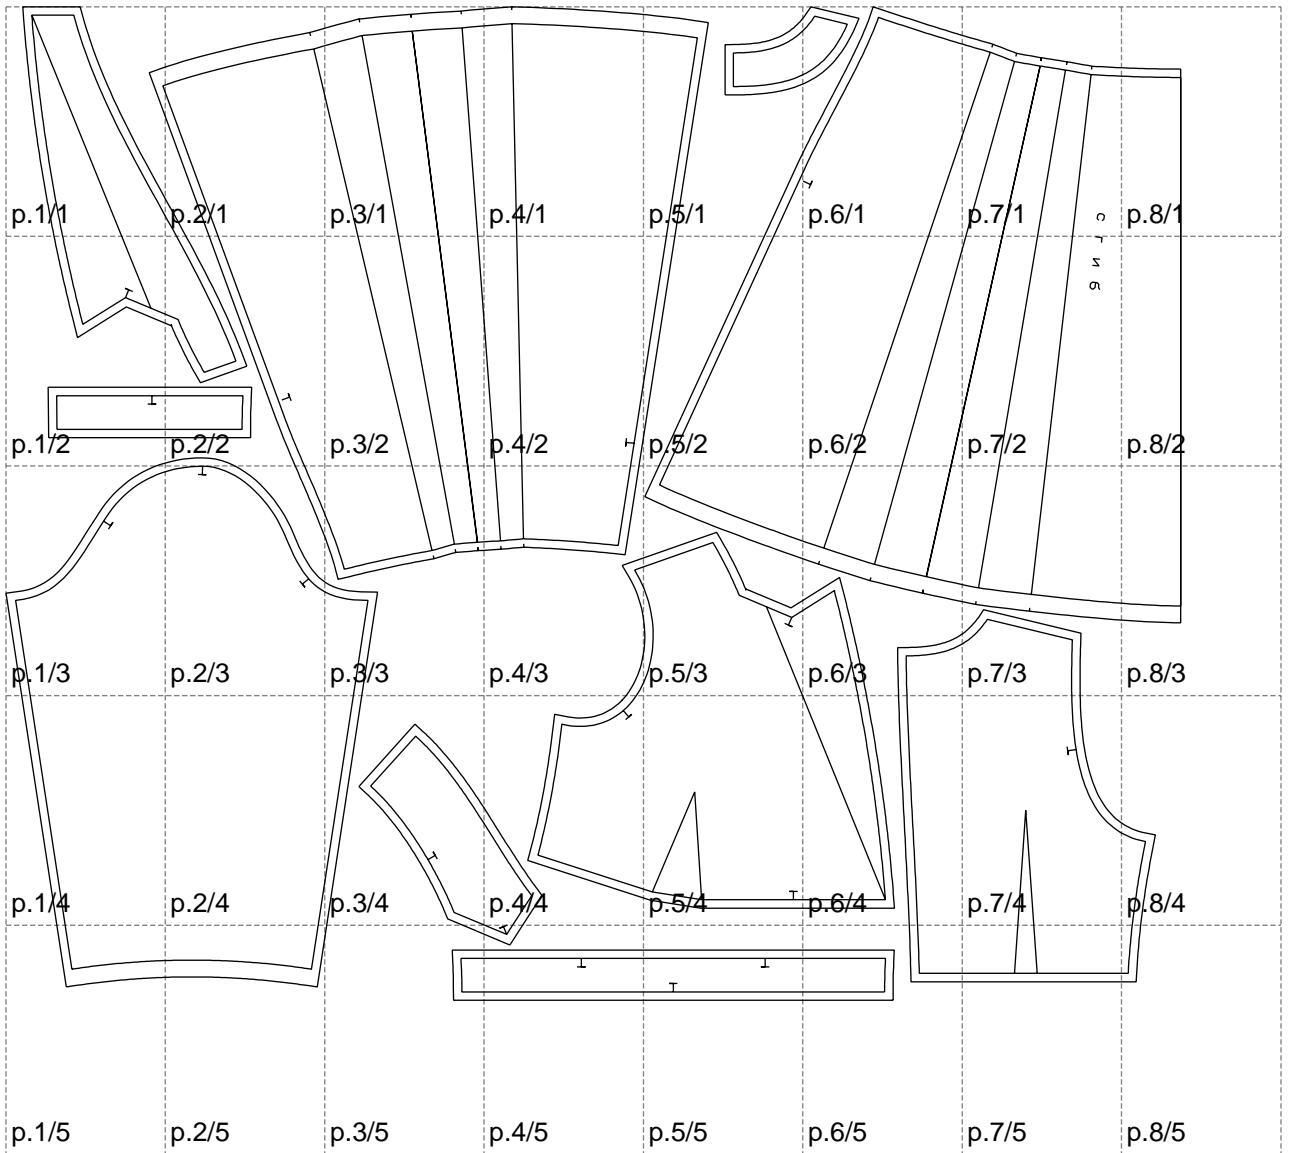 p.1/1 p.2/1 p.3/1 p.4/1 p.5/1 p.6/1 p.7/1 p.8/1
сгиб
p.1/2 p.2/2 p.3/2 p.4/2 p.5/2 p.6/2 p.7/2 p.8/2
p.1/3 p.2/3 p.3/3 p.4/3 p.5/3 p.6/3 p.7/3 p.8/3
p.1/4 p.2/4 p.3/4 p.4/4 p.5/4 p.6/4 p.7/4 p.8/4
p.1/5 p.2/5 p.3/5 p.4/5 p.5/5 p.6/5 p.7/5 p.8/5